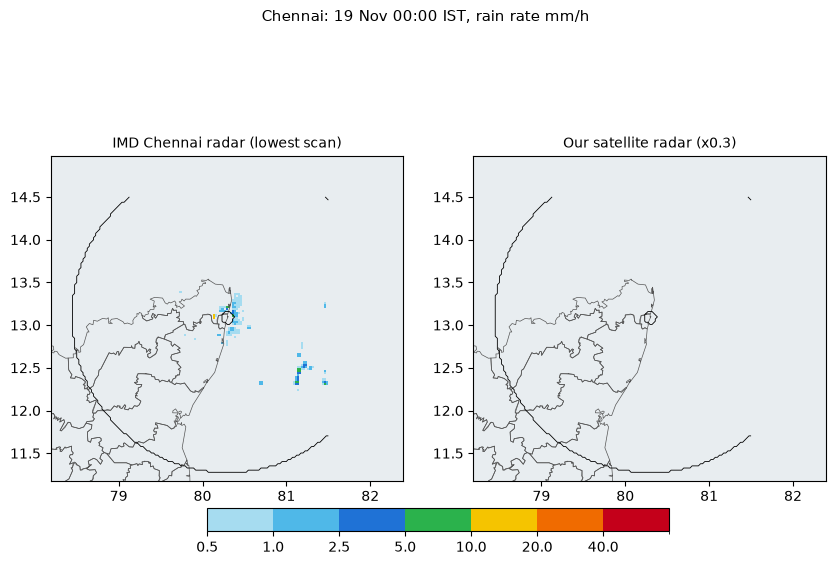 Chennai: 19 Nov 00:00 IST, rain rate mm/h
IMD Chennai radar (lowest scan)
14.5
14.0
13.5
13.0
12.5
12.0
11.5
79 80 81 82
Our satellite radar (x0.3)
14.5
14.0
13.5
13.0
12.5
12.0
11.5
79 80 81 82
0.5 1.0 2.5 5.0 10.0 20.0 40.0